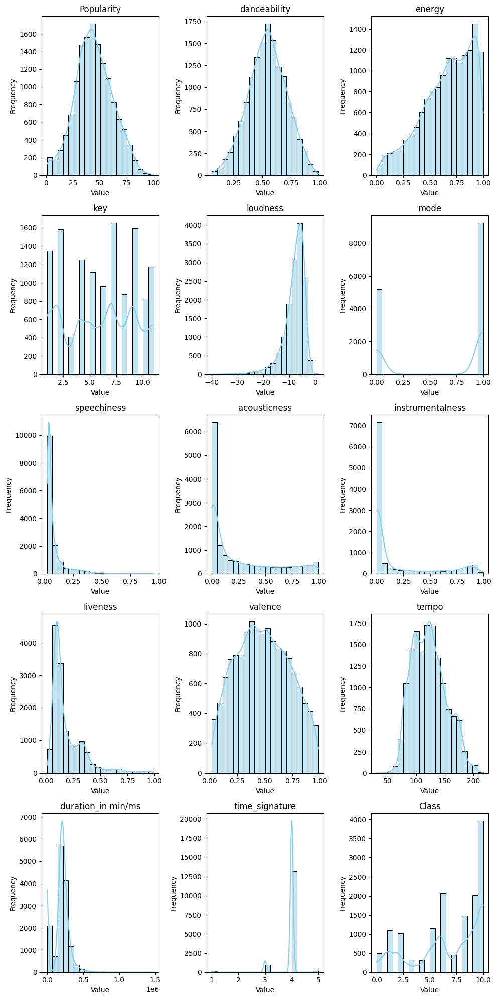 Popularity danceability energy
1600
1400
1200
1000
800
600
400
200
0
Frequency
0 25 50 75 100
Value
1750
1500
1250
1000
750
500
250
0
Frequency
0.25 0.50 0.75 1.00
Value
1400
1200
1000
800
600
400
200
0
Frequency
0.00 0.25 0.50 0.75 1.00
Value
key loudness mode
1600
1400
1200
1000
800
600
400
200
0
Frequency
2.5 5.0 7.5 10.0
Value
4000
3500
3000
2500
2000
1500
1000
500
0
Frequency
−40 −30 −20 −10 0
Value
8000
6000
4000
2000
0
Frequency
0.00 0.25 0.50 0.75 1.00
Value
speechiness acousticness instrumentalness
10000
8000
6000
4000
2000
0
Frequency
0.00 0.25 0.50 0.75 1.00
Value
6000
5000
4000
3000
2000
1000
0
Frequency
0.00 0.25 0.50 0.75 1.00
Value
7000
6000
5000
4000
3000
2000
1000
0
Frequency
0.00 0.25 0.50 0.75 1.00
Value
liveness valence tempo
4000
3000
2000
1000
0
Frequency
0.00 0.25 0.50 0.75 1.00
Value
1000
800
600
400
200
0
Frequency
0.00 0.25 0.50 0.75 1.00
Value
1750
1500
1250
1000
750
500
250
0
Frequency
50 100 150 200
Value
duration_in min/ms time_signature Class
7000
6000
5000
4000
3000
2000
1000
0
Frequency
0.0 0.5 1.0 1.5
Value
1e6
20000
17500
15000
12500
10000
7500
5000
2500
0
Frequency
1 2 3 4 5
Value
4000
3500
3000
2500
2000
1500
1000
500
0
Frequency
0.0 2.5 5.0 7.5 10.0
Value